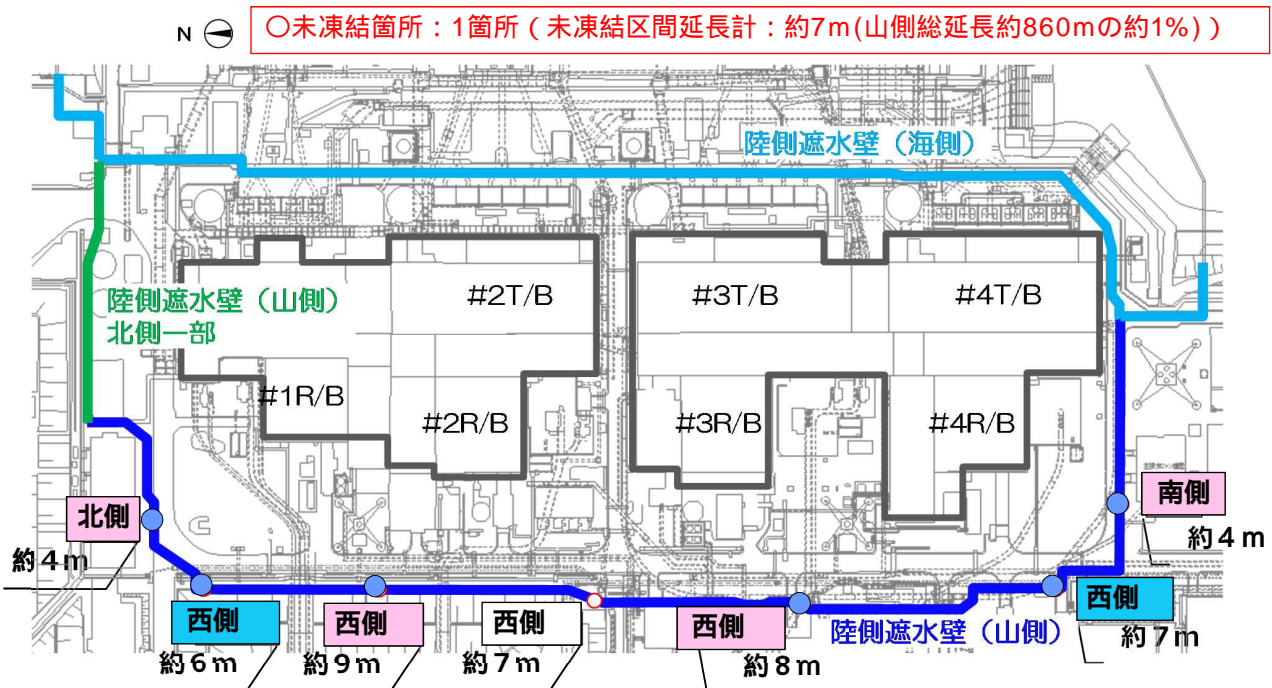 N
○未凍結箇所：1箇所（未凍結区間延長計：約7m(山側総延長約860mの約1%)）
陸側遮水壁（海側）
陸側遮水壁（山側）
北側一部
#2T/B
#3T/B
#4T/B
#1R/B
#2R/B
#3R/B
#4R/B
北側
約4m
南側
約4m
西側
約6m
西側
約9m
西側
約7m
西側
約8m
陸側遮水壁（山側）
西側
約7m